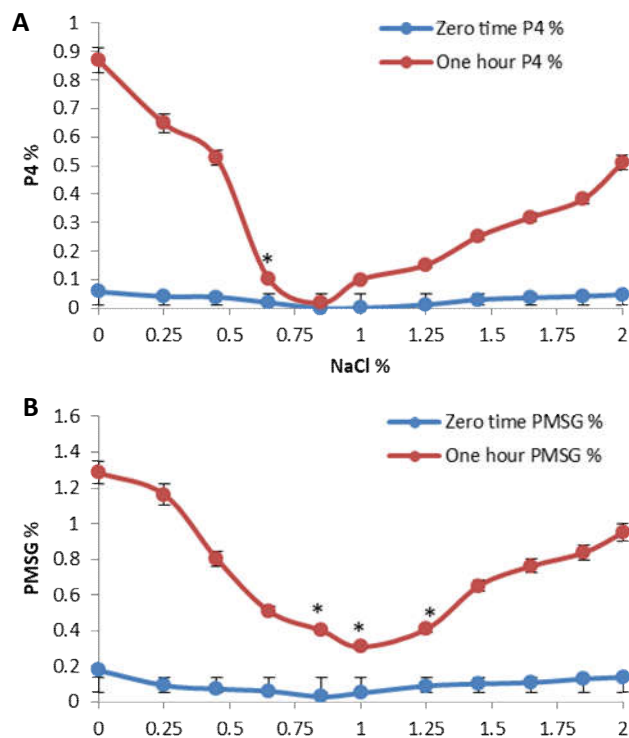 A
Zero time P4 %
One hour P4 %
P4 %
1
0.9
0.8
0.7
0.6
0.5
0.4
0.3
0.2
0.1
0
*
0 0.25 0.5 0.75 1 1.25 1.5 1.75 2
NaCl %
B
Zero time PMSG %
One hour PMSG %
PMSG %
1.6
1.4
1.2
1
0.8
0.6
0.4
0.2
0
* * *
0 0.25 0.5 0.75 1 1.25 1.5 1.75 2